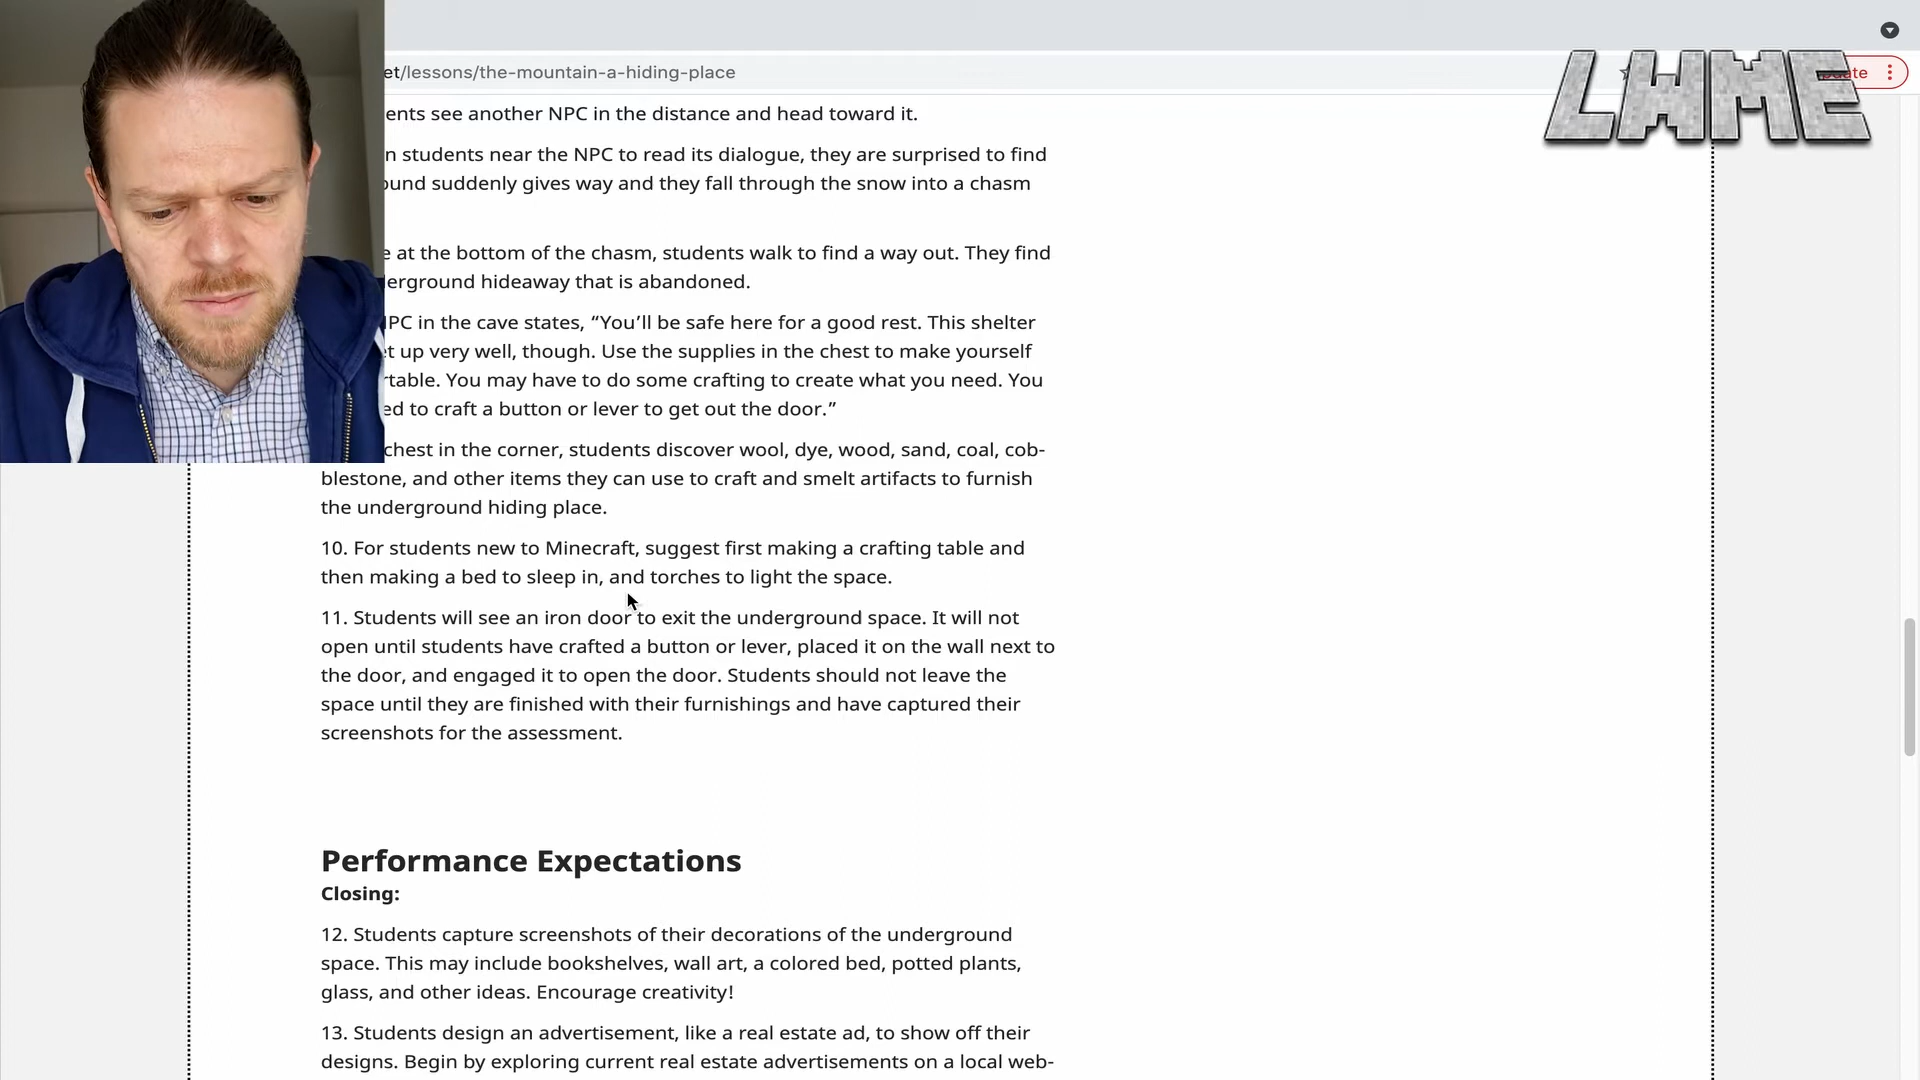 et/lessons/the-mountain-a-hiding-place
LWME
ents see another NPC in the distance and head toward it.
n students near the NPC to read its dialogue, they are surprised to find
ound suddenly gives way and they fall through the snow into a chasm
e at the bottom of the chasm, students walk to find a way out. They find
erground hideaway that is abandoned.
NPC in the cave states, “You’ll be safe here for a good rest. This shelter
et up very well, though. Use the supplies in the chest to make yourself
rtable. You may have to do some crafting to create what you need. You
ed to craft a button or lever to get out the door.”
chest in the corner, students discover wool, dye, wood, sand, coal, cob-
blestone, and other items they can use to craft and smelt artifacts to furnish
the underground hiding place.
10. For students new to Minecraft, suggest first making a crafting table and
then making a bed to sleep in, and torches to light the space.
11. Students will see an iron door to exit the underground space. It will not
open until students have crafted a button or lever, placed it on the wall next to
the door, and engaged it to open the door. Students should not leave the
space until they are finished with their furnishings and have captured their
screenshots for the assessment.
Performance Expectations
Closing:
12. Students capture screenshots of their decorations of the underground
space. This may include bookshelves, wall art, a colored bed, potted plants,
glass, and other ideas. Encourage creativity!
13. Students design an advertisement, like a real estate ad, to show off their
designs. Begin by exploring current real estate advertisements on a local web-